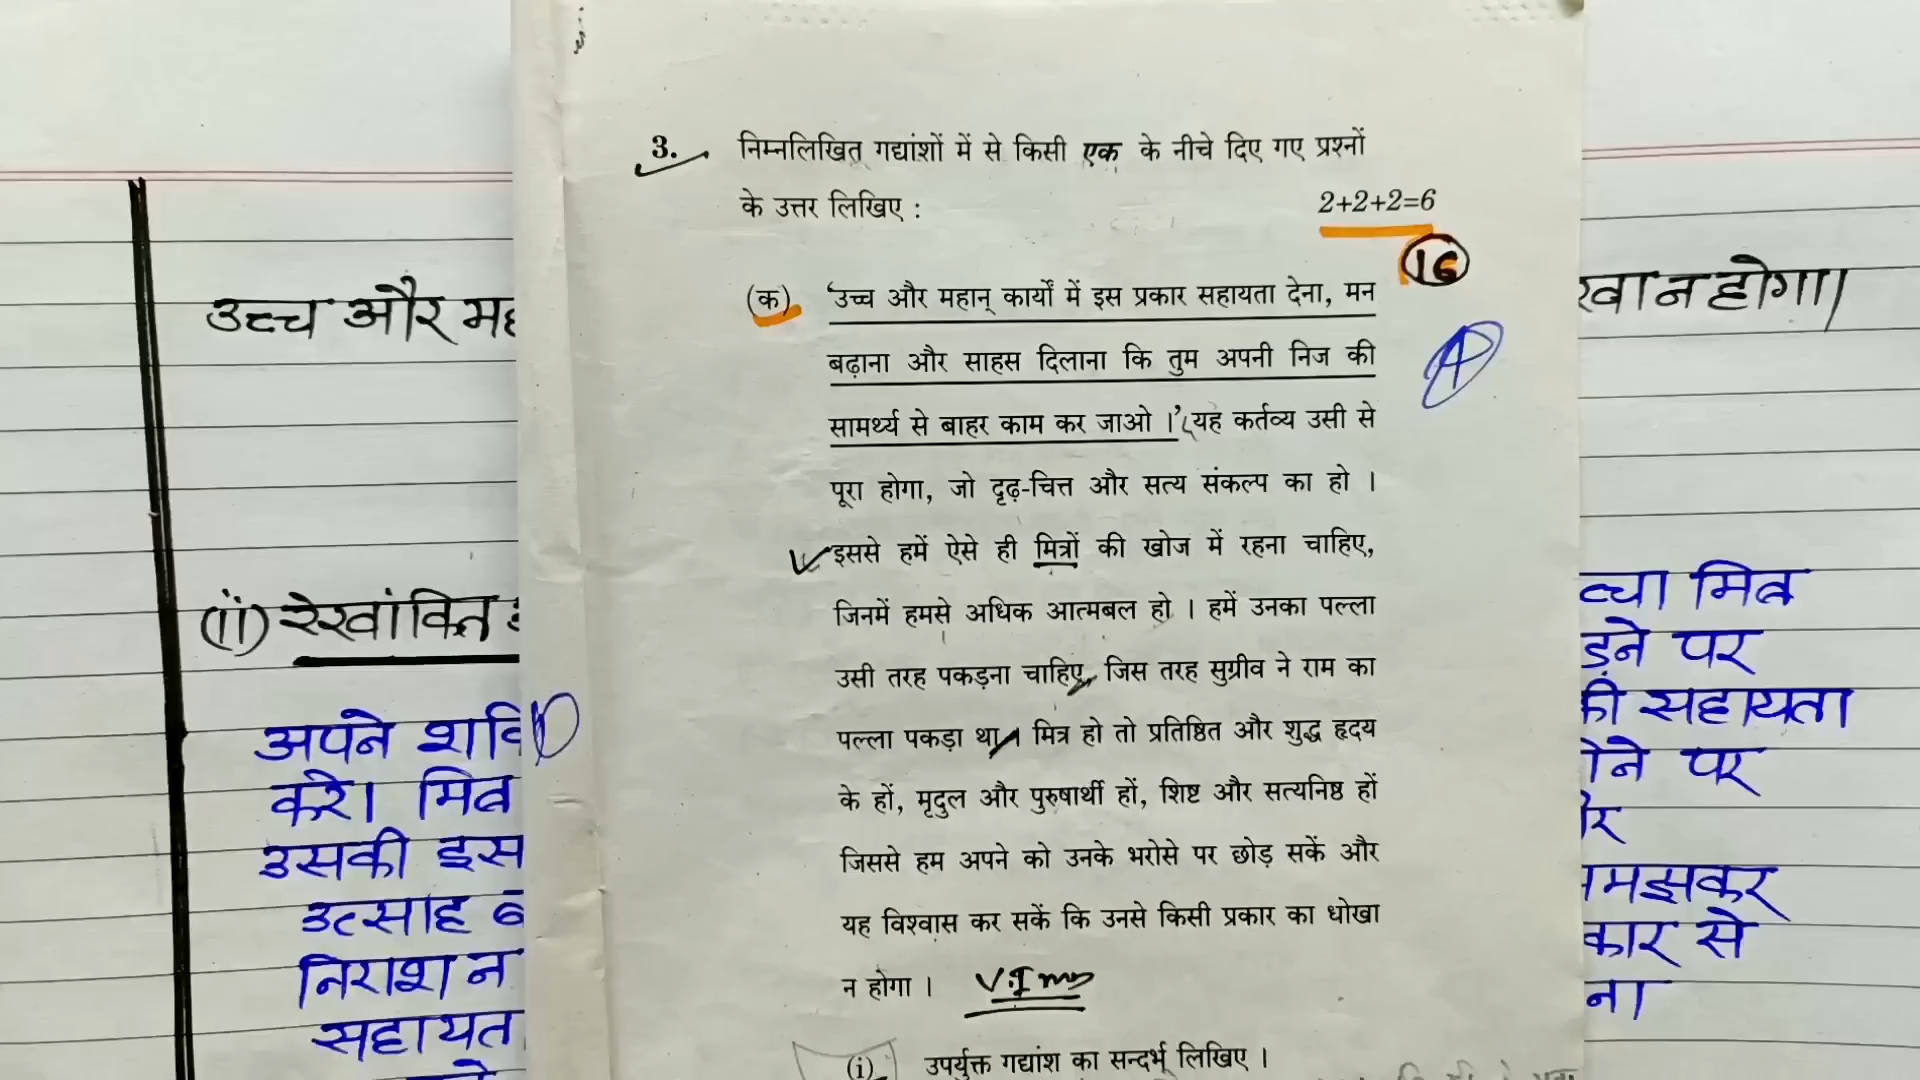 3. निम्नलिखित् गद्यांशों में से किसी एक के नीचे दिए गए प्रश्नों
के उत्तर लिखिए : 2+2+2=6
16
(क) 'उच्च और महान् कार्यों में इस प्रकार सहायता देना, मन
बढ़ाना और साहस दिलाना कि तुम अपनी निज की
A
सामर्थ्य से बाहर काम कर जाओ ।' यह कर्तव्य उसी से
पूरा होगा, जो दृढ़-चित्त और सत्य संकल्प का हो ।
इससे हमें ऐसे ही मित्रों की खोज में रहना चाहिए,
जिनमें हमसे अधिक आत्मबल हो । हमें उनका पल्ला
उसी तरह पकड़ना चाहिए, जिस तरह सुग्रीव ने राम का
पल्ला पकड़ा था । मित्र हो तो प्रतिष्ठित और शुद्ध हृदय
के हों, मृदुल और पुरुषार्थी हों, शिष्ट और सत्यनिष्ठ हों
जिससे हम अपने को उनके भरोसे पर छोड़ सकें और
यह विश्वास कर सकें कि उनसे किसी प्रकार का धोखा
न होगा । V.Imp
(i) उपर्युक्त गद्यांश का सन्दर्भ लिखिए ।
उच्च और मह
(ii) रेखांकित
अपने
करे। मित्र
उसकी इस
उत्साह
निराश न
सहायत
न होगा।
मित्र
पर
की सहायता
पर
से